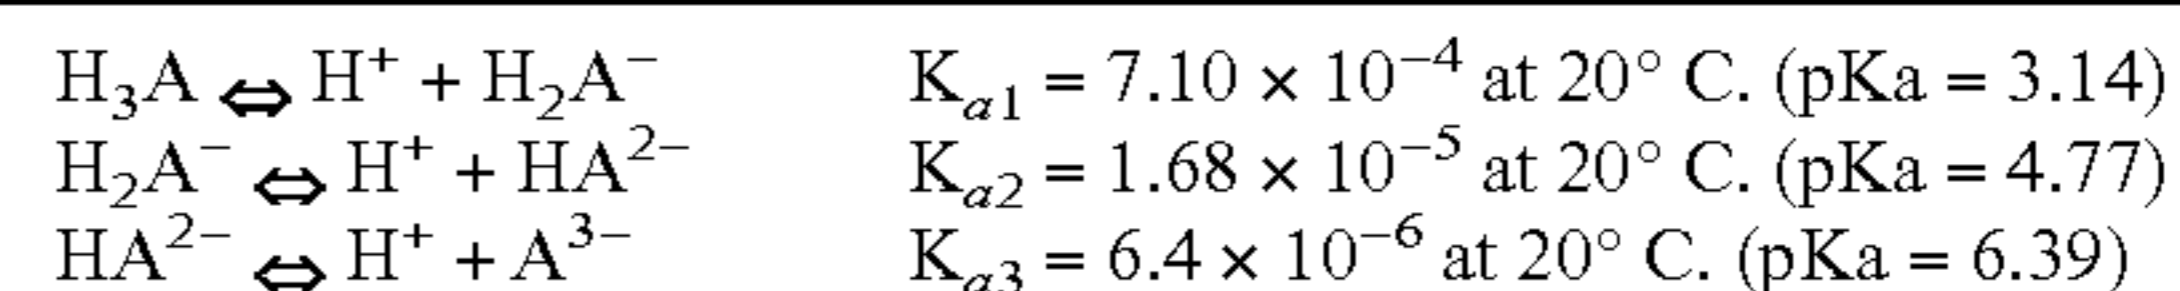 H₃A ⇔ H⁺ + H₂A⁻ Kₐ₁ = 7.10 × 10⁻⁴ at 20° C. (pKa = 3.14)
H₂A⁻ ⇔ H⁺ + HA²⁻ Kₐ₂ = 1.68 × 10⁻⁵ at 20° C. (pKa = 4.77)
HA²⁻ ⇔ H⁺ + A³⁻ Kₐ₃ = 6.4 × 10⁻⁶ at 20° C. (pKa = 6.39)